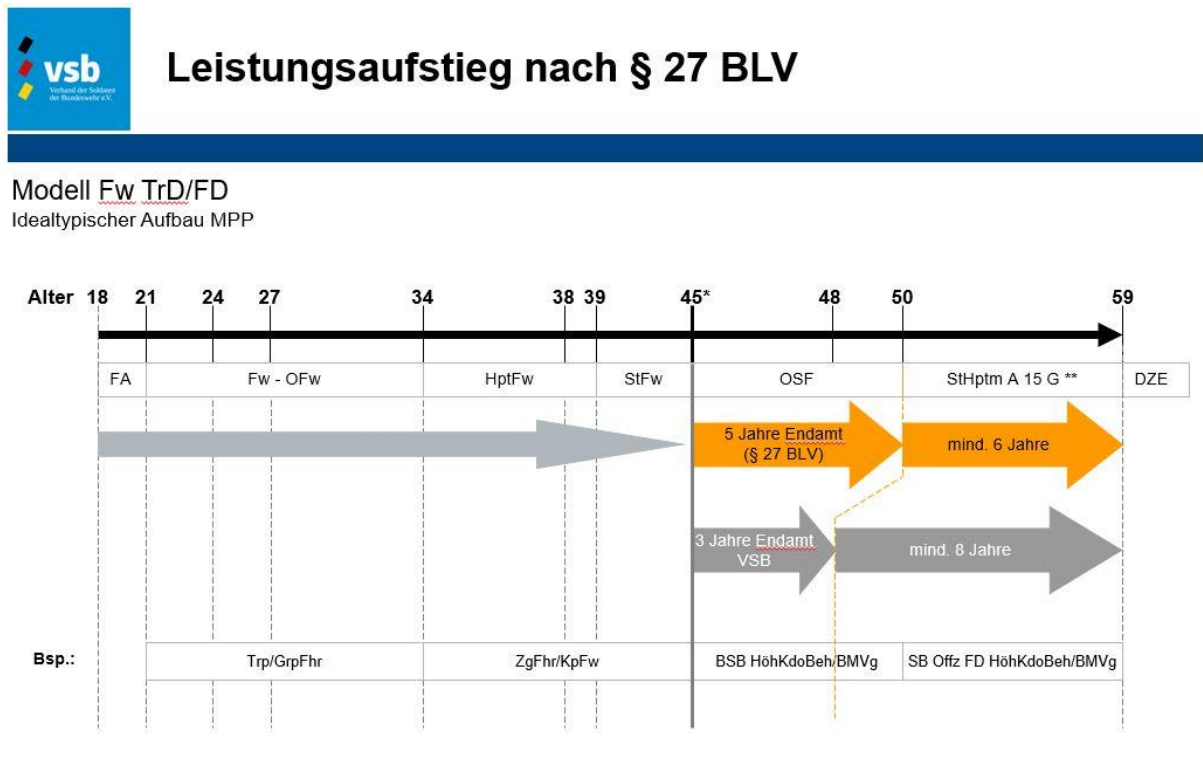 vsb
Verband der Soldaten
der Bundeswehr e.V.
Leistungsaufstieg nach § 27 BLV
Modell Fw TrD/FD
Idealtypischer Aufbau MPP
Alter 18 21 24 27 34 38 39 45* 48 50 59
FA Fw - OFw HptFw StFw OSF StHptm A 15 G ** DZE
5 Jahre Endamt
(§ 27 BLV)
mind. 6 Jahre
3 Jahre Endamt
VSB
mind. 8 Jahre
Bsp.: Trp/GrpFhr ZgFhr/KpFw BSB HöhKdoBeh/BMVg SB Offz FD HöhKdoBeh/BMVg